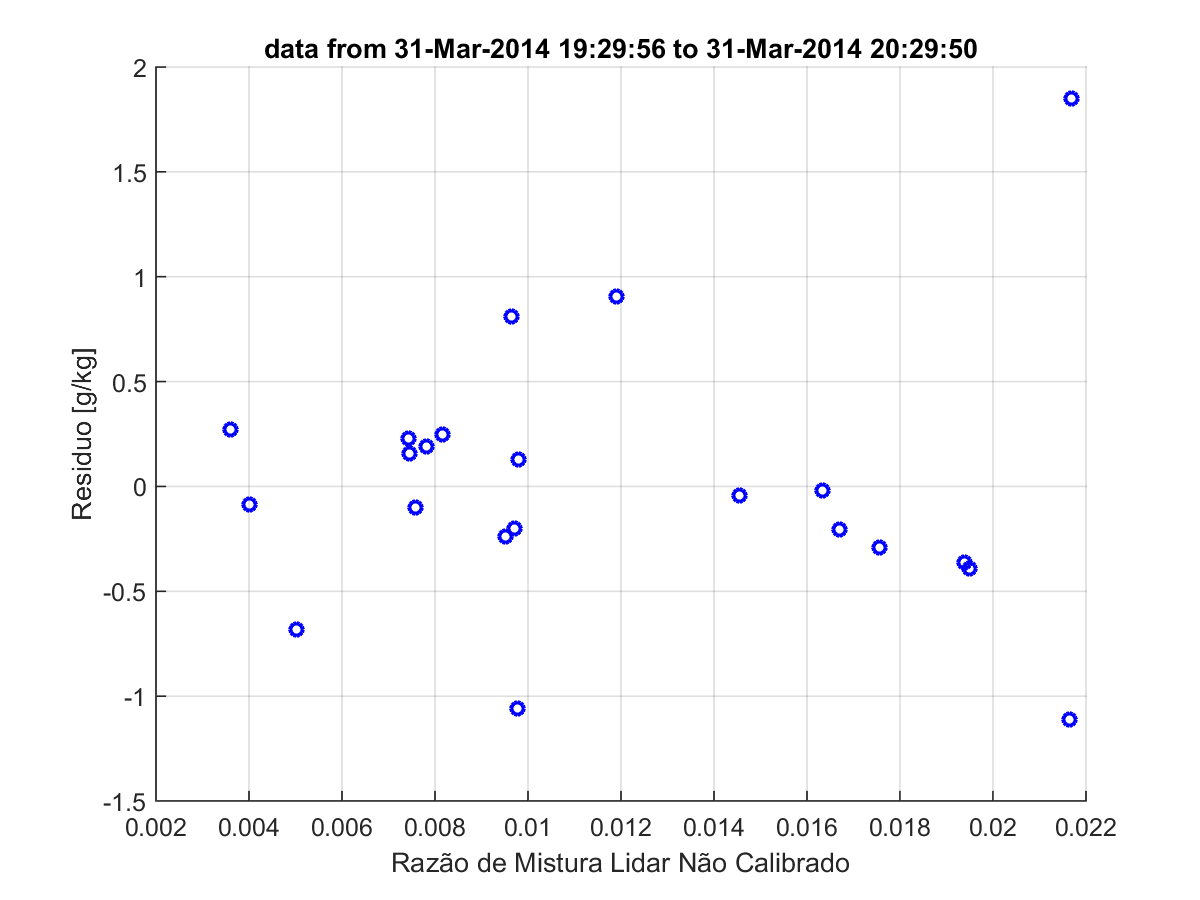 data from 31-Mar-2014 19:29:56 to 31-Mar-2014 20:29:50
2
1.5
1
0.5
0
-0.5
-1
-1.5
Residuo [g/kg]
0.002 0.004 0.006 0.008 0.01 0.012 0.014 0.016 0.018 0.02 0.022
Razão de Mistura Lidar Não Calibrado